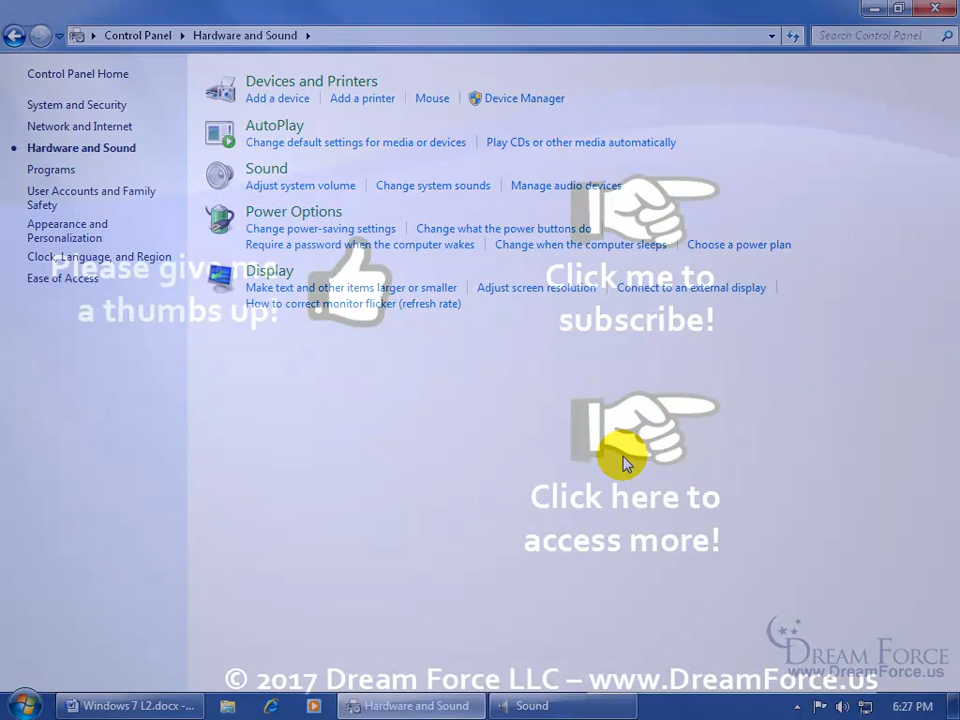 Control Panel Hardware and Sound Search Control Panel
Control Panel Home
System and Security
Network and Internet
Hardware and Sound
Programs
User Accounts and Family
Safety
Appearance and
Personalization
Clock, Language, and Region
Ease of Access
Devices and Printers
Add a device Add a printer Mouse Device Manager
AutoPlay
Change default settings for media or devices Play CDs or other media automatically
Sound
Adjust system volume Change system sounds Manage audio devices
Power Options
Change power-saving settings Change what the power buttons do
Require a password when the computer wakes Change when the computer sleeps Choose a power plan
Display
Make text and other items larger or smaller Adjust screen resolution Connect to an external display
How to correct monitor flicker (refresh rate)
Please give me
a thumbs up!
Click me to
subscribe!
Click here to
access more!
DREAM FORCE
www.DreamForce.us
© 2017 Dream Force LLC – www.DreamForce.us
Windows 7 L2.docx -... Hardware and Sound Sound 6:27 PM